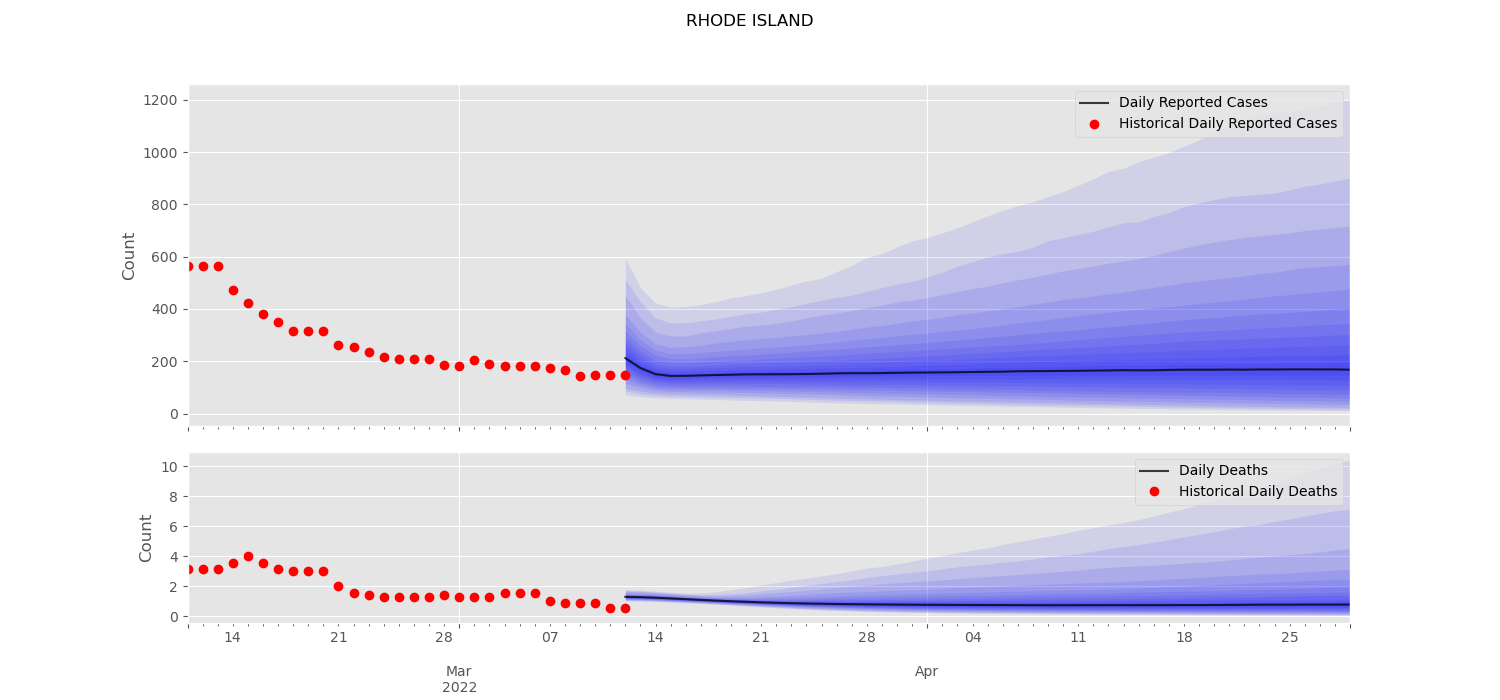 RHODE ISLAND
Daily Reported Cases
Historical Daily Reported Cases
Count
1200
1000
800
600
400
200
0
Daily Deaths
Historical Daily Deaths
Count
10
8
6
4
2
0
14 21 28 07 14 21 28 04 11 18 25
Mar Apr
2022